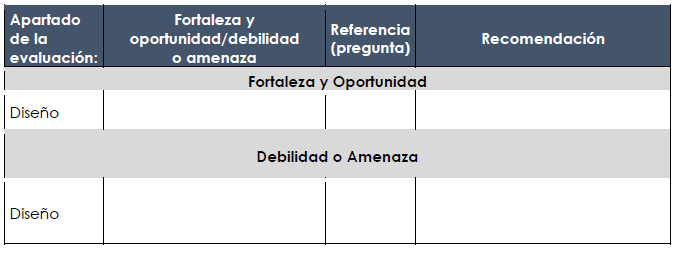 Apartado
de la
evaluación:
Fortaleza y
oportunidad/debilidad
o amenaza
Referencia
(pregunta)
Recomendación
Fortaleza y Oportunidad
Diseño
Debilidad o Amenaza
Diseño